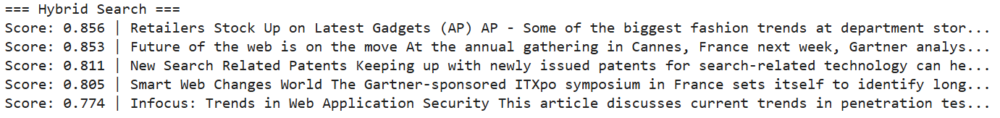 === Hybrid Search ===
Score: 0.856 | Retailers Stock Up on Latest Gadgets (AP) AP - Some of the biggest fashion trends at department stor...
Score: 0.853 | Future of the web is on the move At the annual gathering in Cannes, France next week, Gartner analys...
Score: 0.811 | New Search Related Patents Keeping up with newly issued patents for search-related technology can he...
Score: 0.805 | Smart Web Changes World The Gartner-sponsored ITXpo symposium in France sets itself to identify long...
Score: 0.774 | Infocus: Trends in Web Application Security This article discusses current trends in penetration tes...